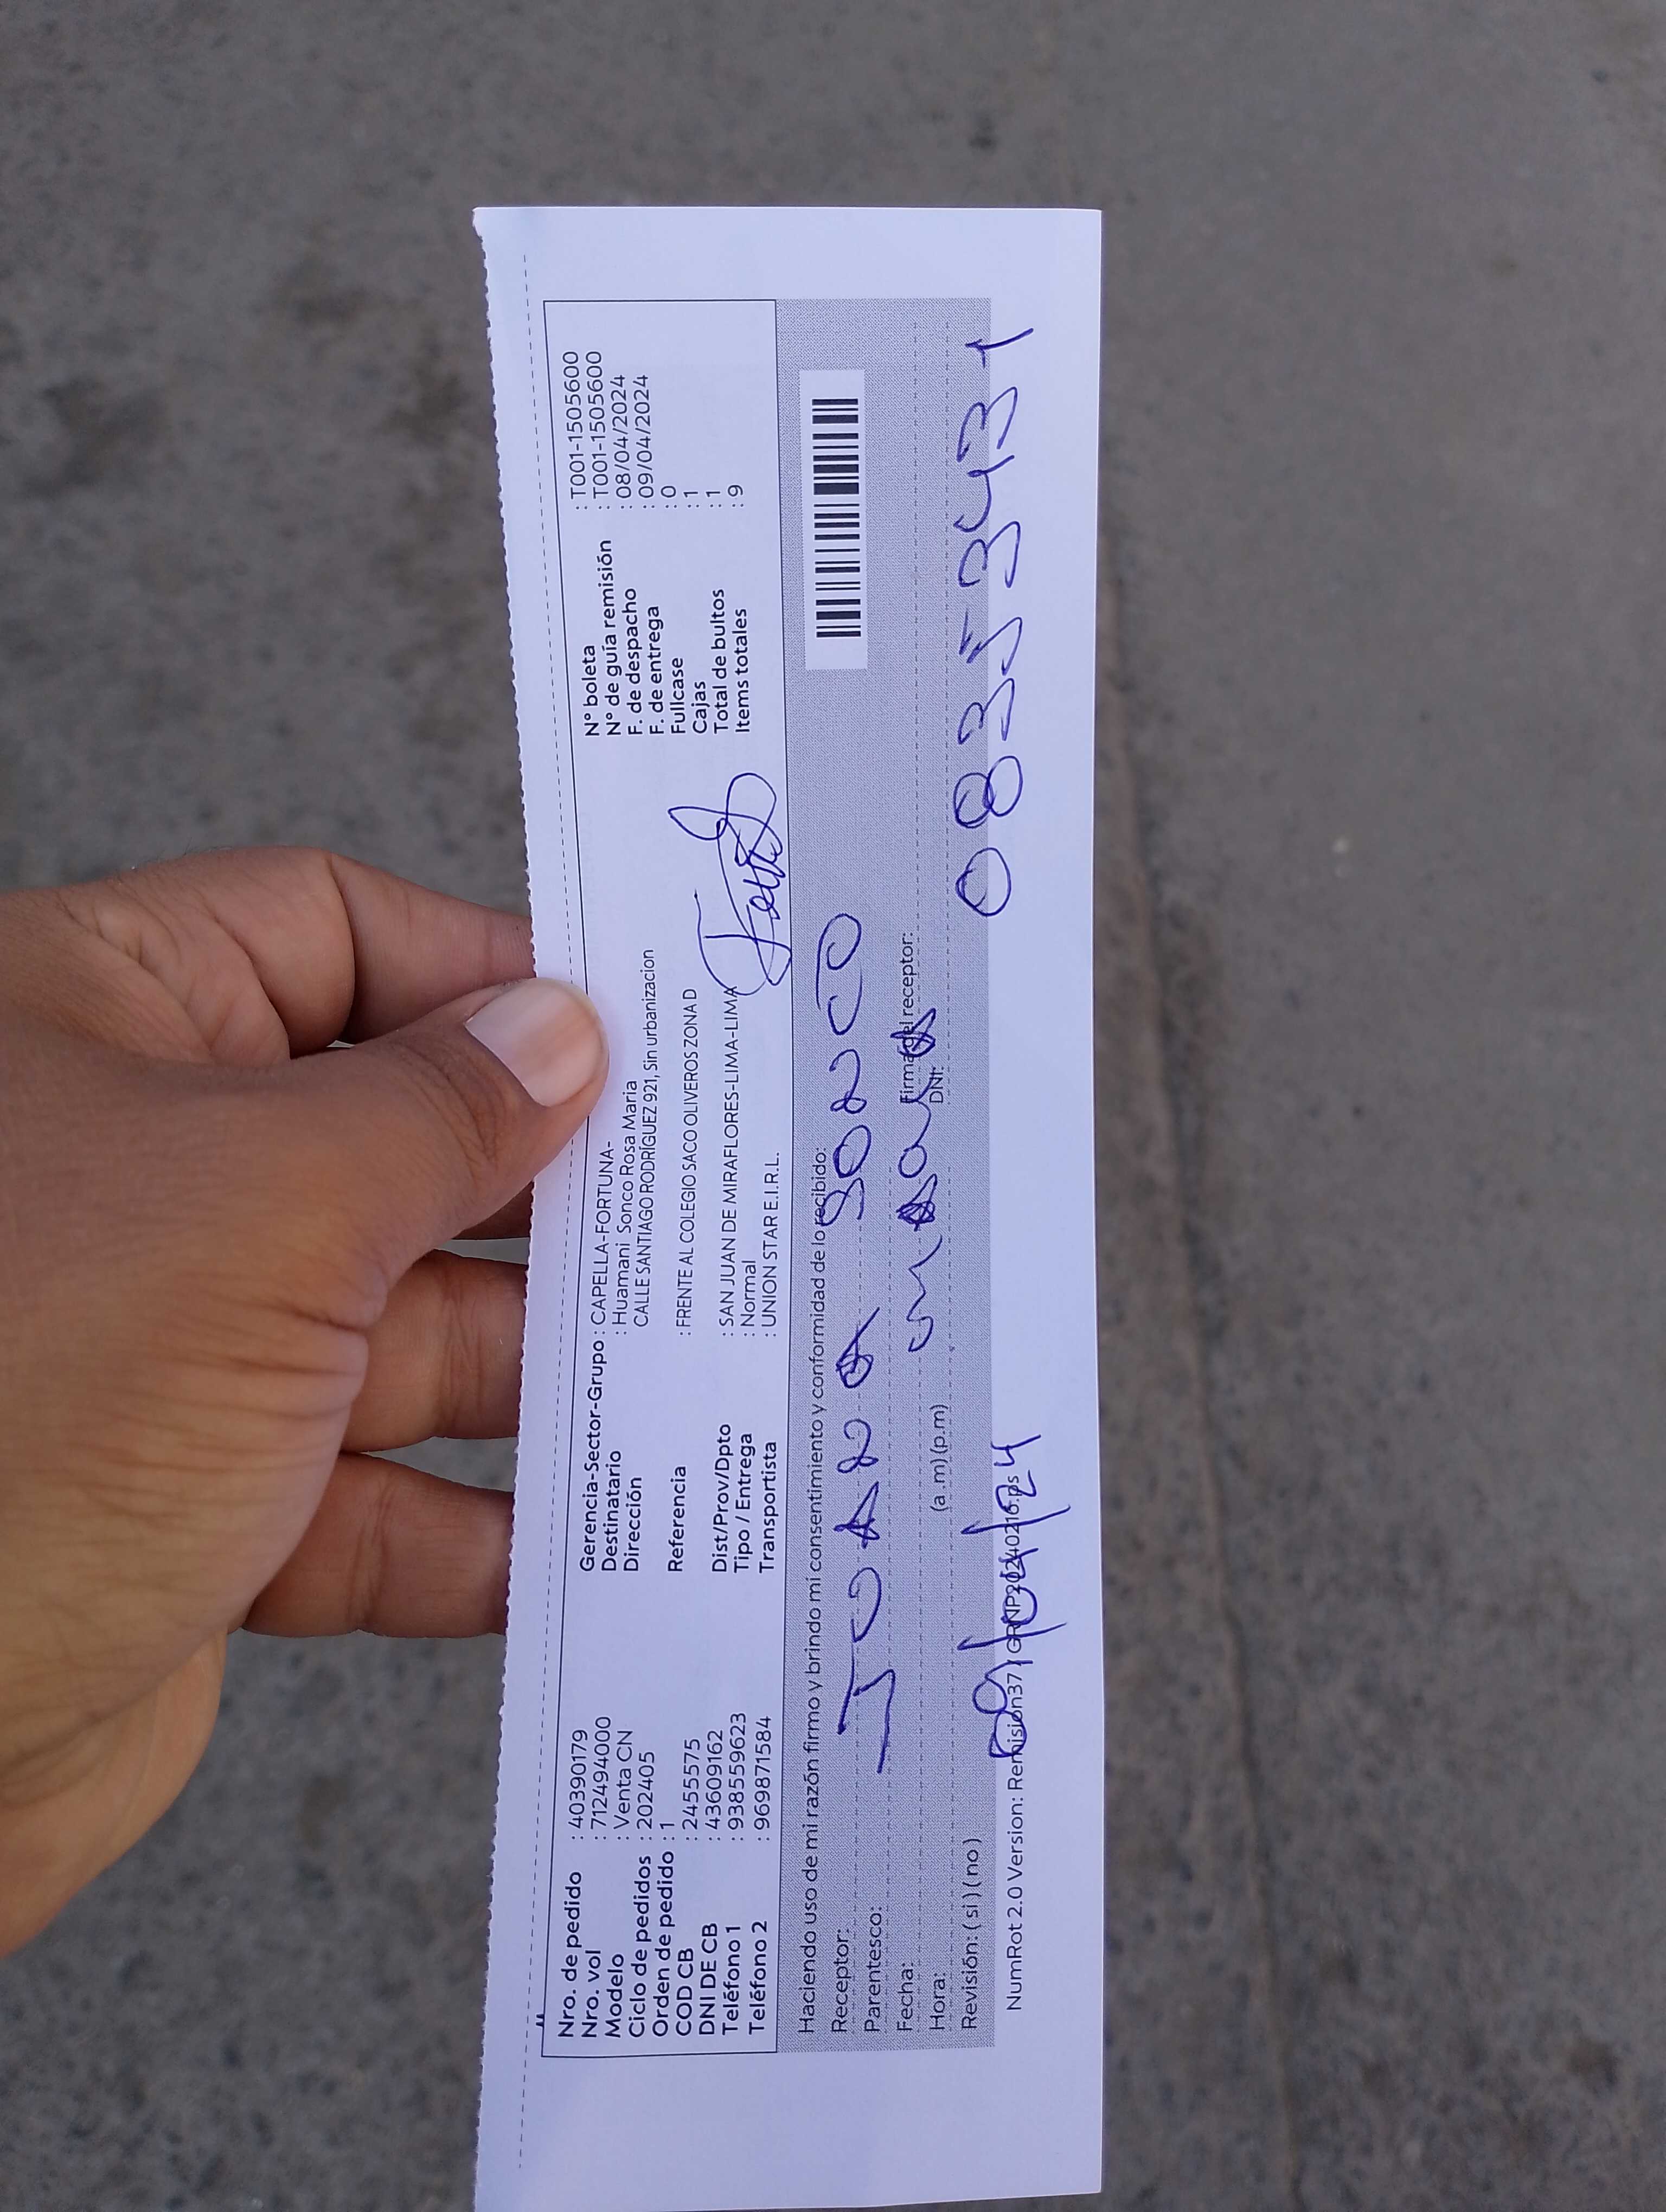 Nro. de pedido : 40390179
Nro. vol : 712494000
Modelo : Venta CN
Ciclo de pedidos : 202405
Orden de pedido : 1
COD CB : 2455575
DNI DE CB : 43609162
Teléfono 1 : 938559623
Teléfono 2 : 969871584
Gerencia-Sector-Grupo : CAPELLA-FORTUNA-
Destinatario : Huamani Sonco Rosa Maria
Dirección CALLE SANTIAGO RODRÍGUEZ 921, Sin urbanizacion
Referencia : FRENTE AL COLEGIO SACO OLIVEROS ZONA D
Dist/Prov/Dpto : SAN JUAN DE MIRAFLORES-LIMA-LIMA
Tipo / Entrega : Normal
Transportista : UNION STAR E.I.R.L.
N° boleta : T001-1505600
N° de guía remisión : T001-1505600
F. de despacho : 08/04/2024
F. de entrega : 09/04/2024
Fullcase : 0
Cajas : 1
Total de bultos : 1
Items totales : 9
Haciendo uso de mi razón firmo y brindo mi consentimiento y conformidad de lo recibido:
Receptor: JUANA SONCO
Parentesco:
Fecha:
Firma del receptor:
Hora: (a.m) (p.m)
DNI: 08353431
Revisión: ( si ) ( no )
09/04/24
NumRot 2.0 Version: Remision37